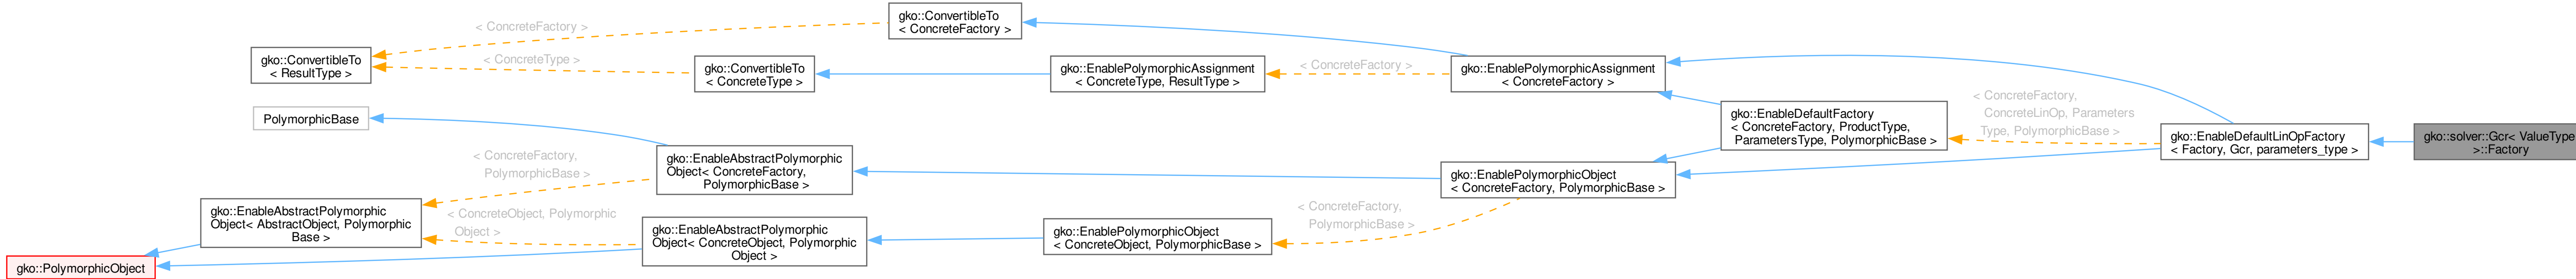 gko::ConvertibleTo
< ConcreteFactory >
< ConcreteFactory >
gko::ConvertibleTo
< ResultType >
< ConcreteType >
gko::ConvertibleTo
< ConcreteType >
gko::EnablePolymorphicAssignment
< ConcreteType, ResultType >
< ConcreteFactory >
gko::EnablePolymorphicAssignment
< ConcreteFactory >
PolymorphicBase
gko::EnableDefaultFactory
< ConcreteFactory, ProductType,
ParametersType, PolymorphicBase >
< ConcreteFactory,
ConcreteLinOp, Parameters
Type, PolymorphicBase >
gko::EnableDefaultLinOpFactory
< Factory, Gcr, parameters_type >
gko::solver::Gcr< ValueType
>::Factory
< ConcreteFactory,
PolymorphicBase >
gko::EnableAbstractPolymorphic
Object< ConcreteFactory,
PolymorphicBase >
gko::EnablePolymorphicObject
< ConcreteFactory, PolymorphicBase >
gko::EnableAbstractPolymorphic
Object< AbstractObject, Polymorphic
Base >
< ConcreteObject, Polymorphic
Object >
gko::EnableAbstractPolymorphic
Object< ConcreteObject, Polymorphic
Object >
gko::EnablePolymorphicObject
< ConcreteObject, PolymorphicBase >
< ConcreteFactory,
PolymorphicBase >
gko::PolymorphicObject